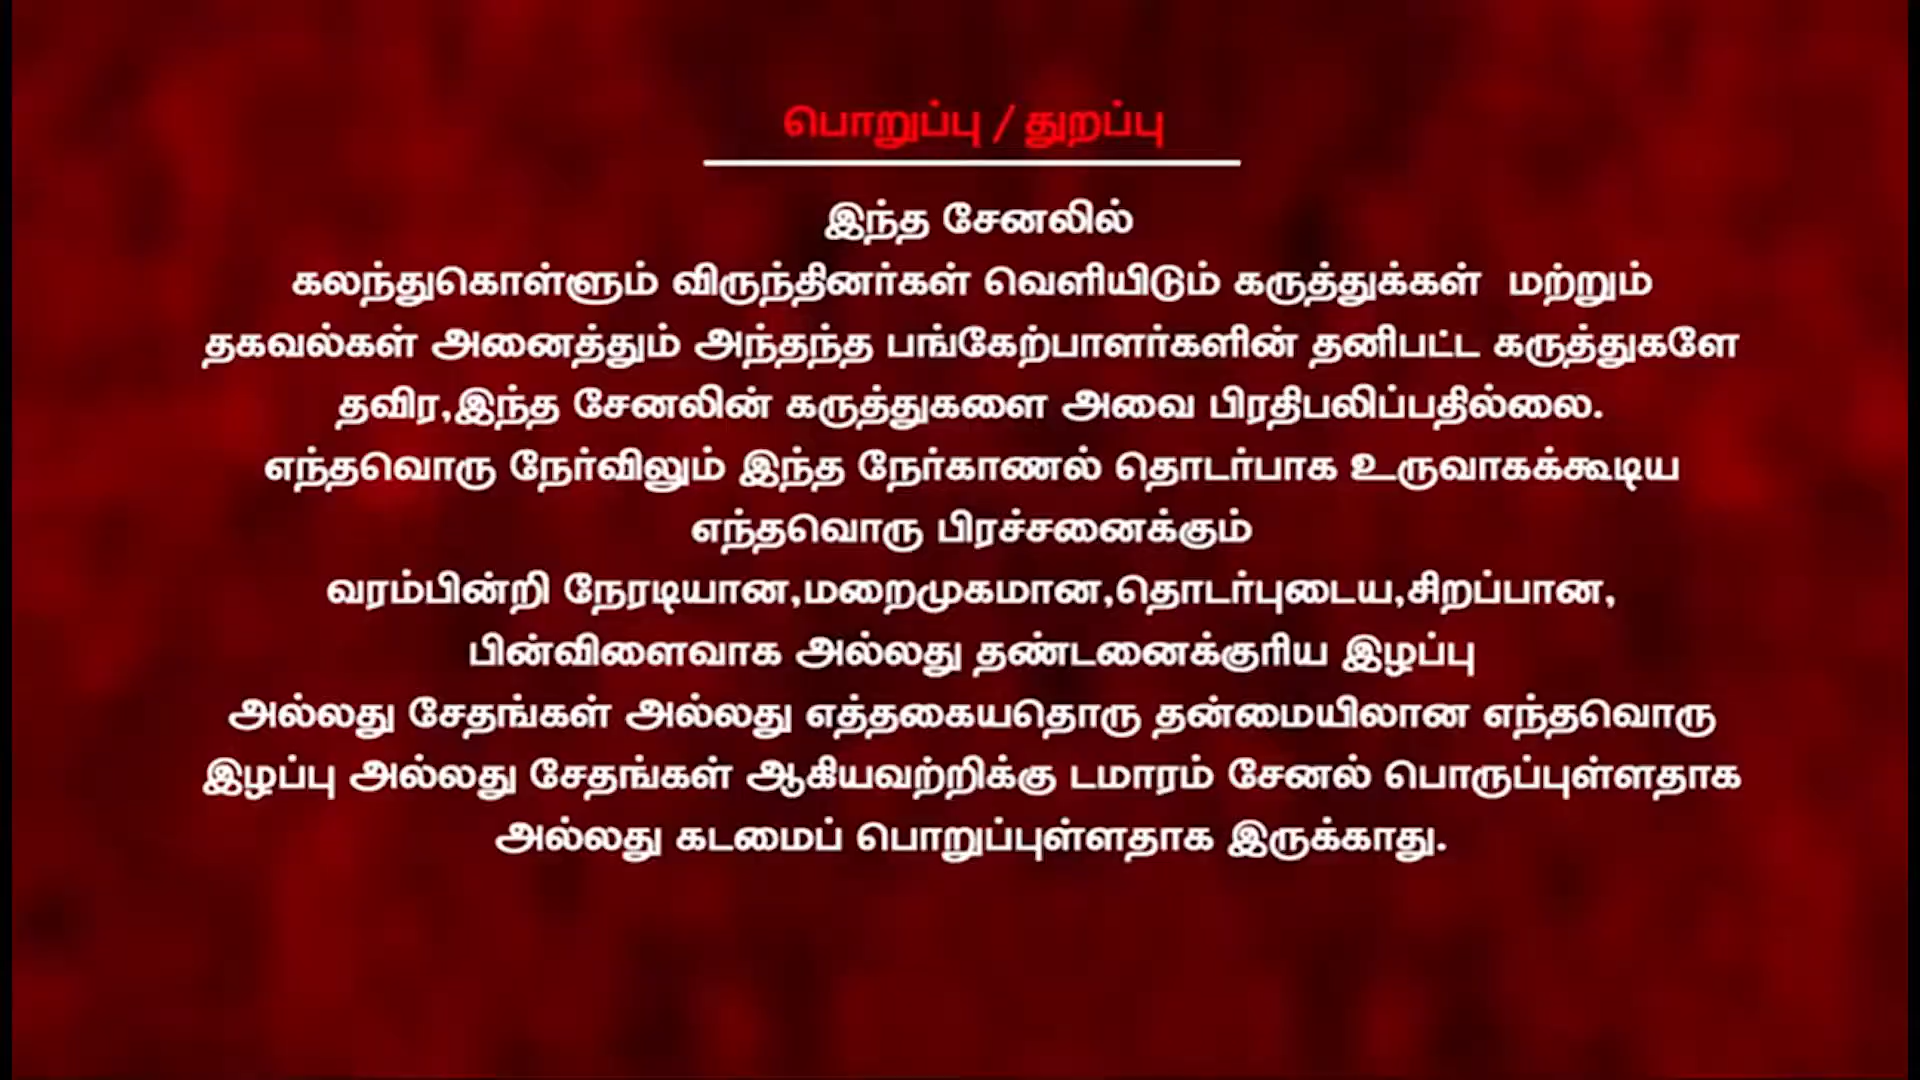 பொறுப்பு / துறப்பு
இந்த சேனலில்
கலந்துகொள்ளும் விருந்தினர்கள் வெளியிடும் கருத்துக்கள் மற்றும்
தகவல்கள் அனைத்தும் அந்தந்த பங்கேற்பாளர்களின் தனிபட்ட கருத்துகளே
தவிர,இந்த சேனலின் கருத்துகளை அவை பிரதிபலிப்பதில்லை.
எந்தவொரு நேர்விலும் இந்த நேர்காணல் தொடர்பாக உருவாகக்கூடிய
எந்தவொரு பிரச்சனைக்கும்
வரம்பின்றி நேரடியான,மறைமுகமான,தொடர்புடைய,சிறப்பான,
பின்விளைவாக அல்லது தண்டனைக்குரிய இழப்பு
அல்லது சேதங்கள் அல்லது எத்தகையதொரு தன்மையிலான எந்தவொரு
இழப்பு அல்லது சேதங்கள் ஆகியவற்றிக்கு டமாரம் சேனல் பொருப்புள்ளதாக
அல்லது கடமைப் பொறுப்புள்ளதாக இருக்காது.